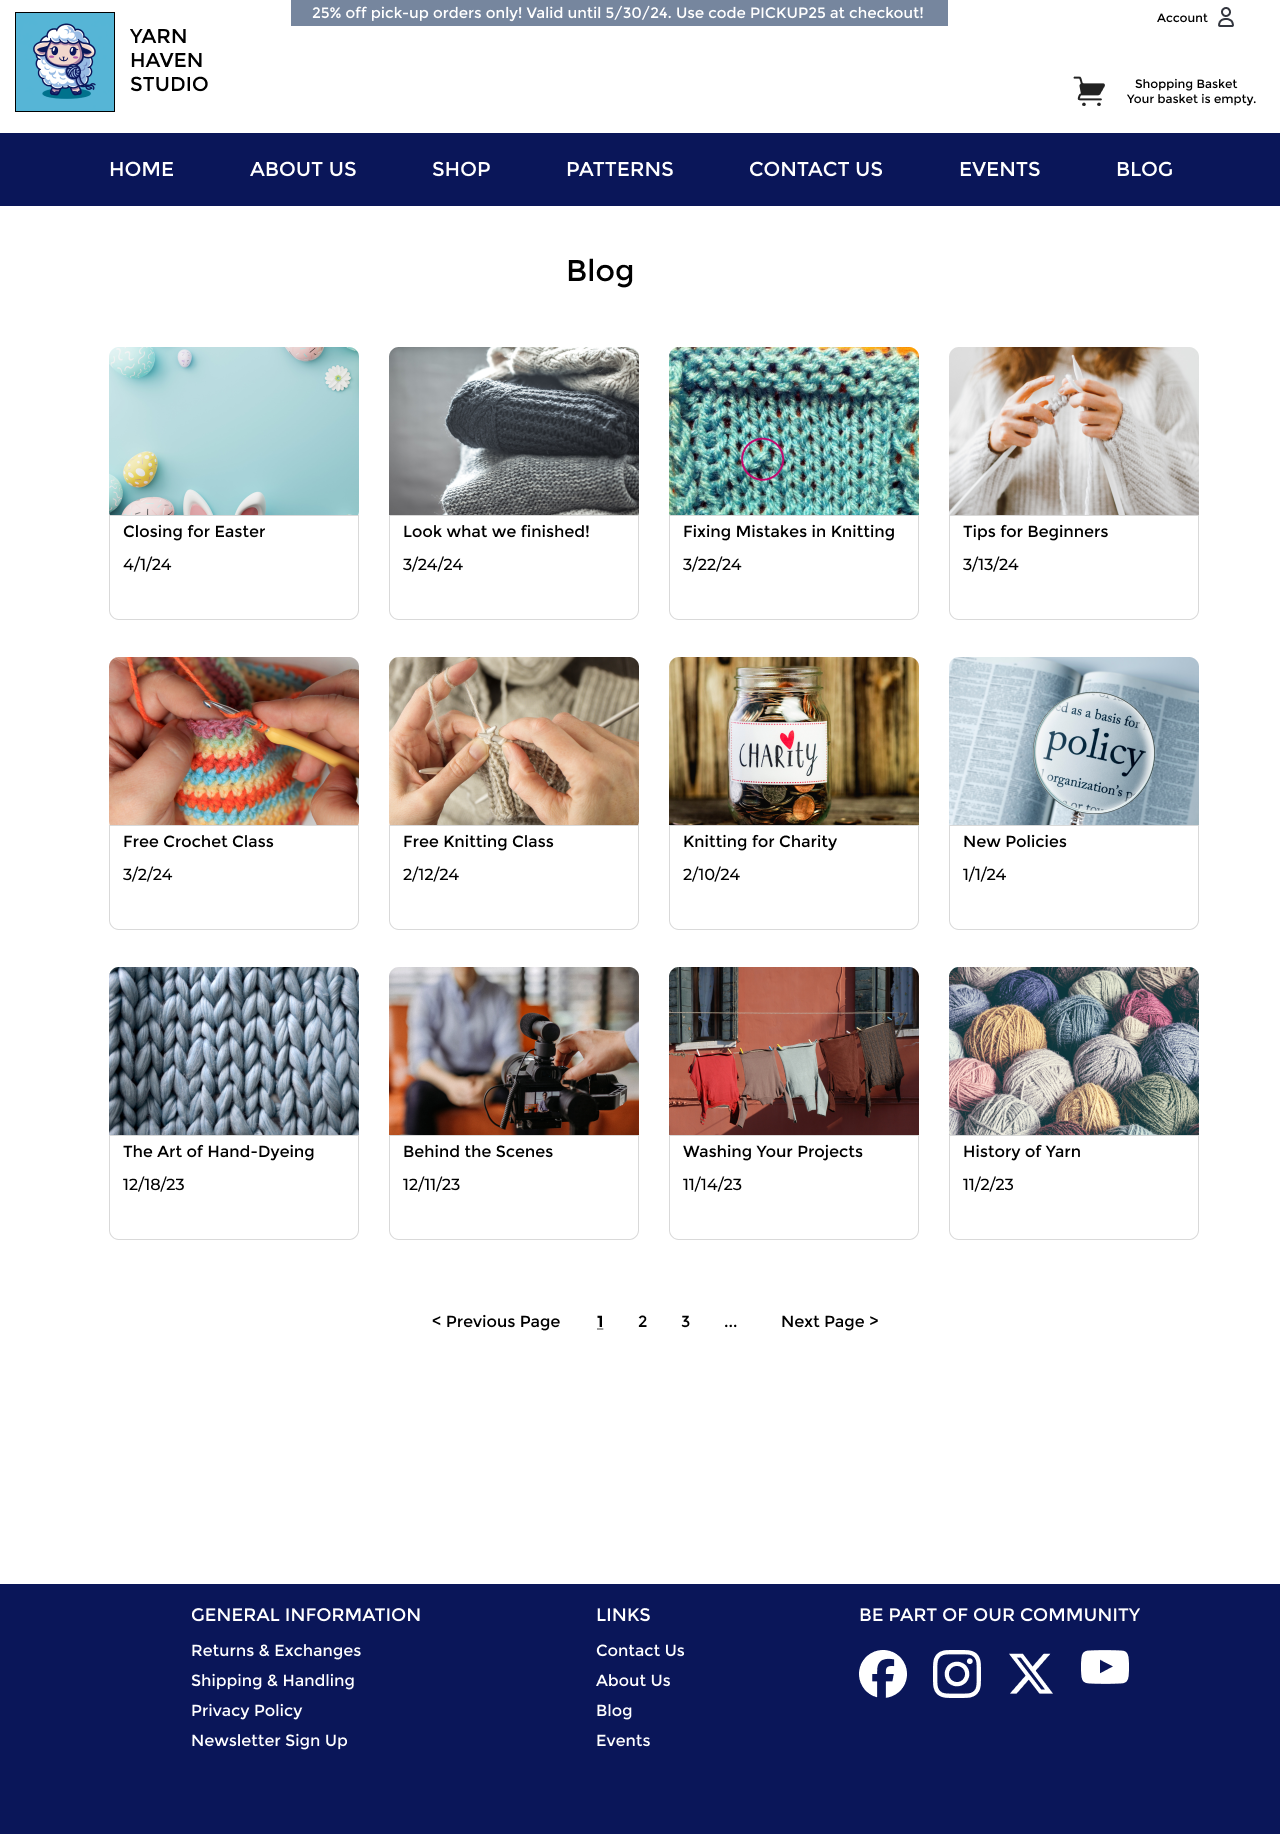 25% off pick-up orders only! Valid until 5/30/24. Use code PICKUP25 at checkout!
Account
YARN
HAVEN
STUDIO
Shopping Basket
Your basket is empty.
HOME ABOUT US SHOP PATTERNS CONTACT US EVENTS BLOG
Blog
Closing for Easter
4/1/24
Look what we finished!
3/24/24
Fixing Mistakes in Knitting
3/22/24
Tips for Beginners
3/13/24
Free Crochet Class
3/2/24
Free Knitting Class
2/12/24
CHARITY
Knitting for Charity
2/10/24
ed as a basis for
policy
organization's
New Policies
1/1/24
The Art of Hand-Dyeing
12/18/23
Behind the Scenes
12/11/23
Washing Your Projects
11/14/23
History of Yarn
11/2/23
< Previous Page 1 2 3 ... Next Page >
GENERAL INFORMATION
Returns & Exchanges
Shipping & Handling
Privacy Policy
Newsletter Sign Up
LINKS
Contact Us
About Us
Blog
Events
BE PART OF OUR COMMUNITY